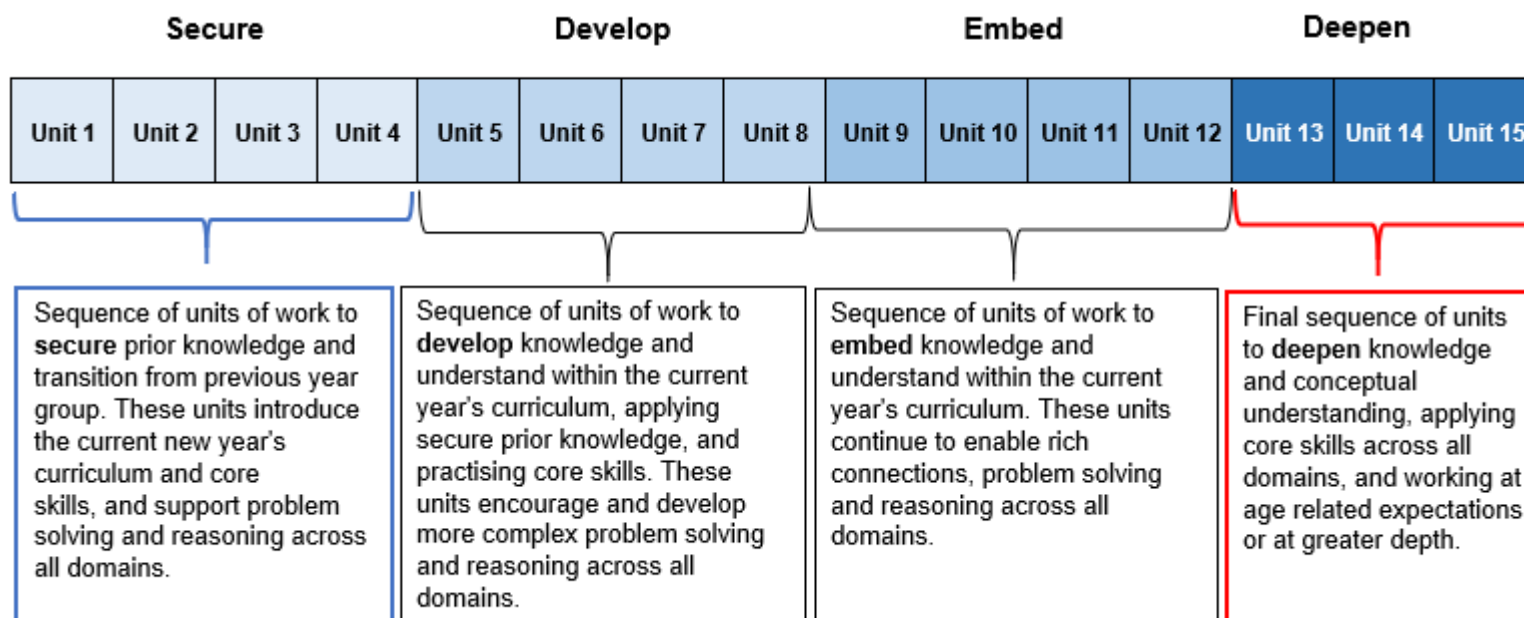 Secure
Develop
Embed
Deepen
Unit 1
Unit 2
Unit 3
Unit 4
Unit 5
Unit 6
Unit 7
Unit 8
Unit 9
Unit 10
Unit 11
Unit 12
Unit 13
Unit 14
Unit 15
Sequence of units of work to
secure prior knowledge and
transition from previous year
group. These units introduce
the current new year's
curriculum and core
skills, and support problem
solving and reasoning across
all domains.
Sequence of units of work to
develop knowledge and
understand within the current
year's curriculum, applying
secure prior knowledge, and
practising core skills. These
units encourage and develop
more complex problem solving
and reasoning across all
domains.
Sequence of units of work to
embed knowledge and
understand within the current
year's curriculum. These units
continue to enable rich
connections, problem solving
and reasoning across all
domains.
Final sequence of units
to deepen knowledge
and conceptual
understanding, applying
core skills across all
domains, and working at
age related expectations
or at greater depth.